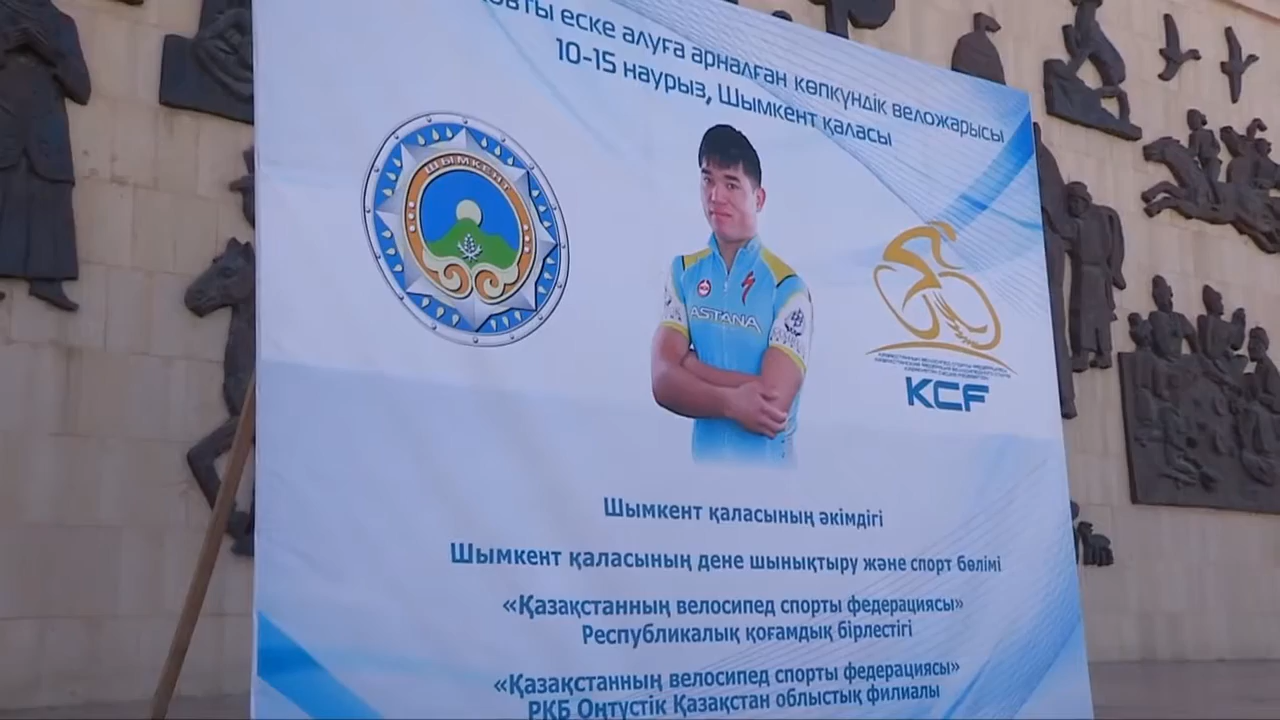 еске алуға арналған көпкүндік веложарысы
10-15 наурыз, Шымкент қаласы
ШЫМКЕНТ
ASTANA
KCF
Шымкент қаласының әкімдігі
Шымкент қаласының дене шынықтыру және спорт бөлімі
«Қазақстанның велосипед спорты федерациясы»
Республикалық қоғамдық бірлестігі
«Қазақстанның велосипед спорты федерациясы»
РҚБ Оңтүстік Қазақстан облыстық филиалы